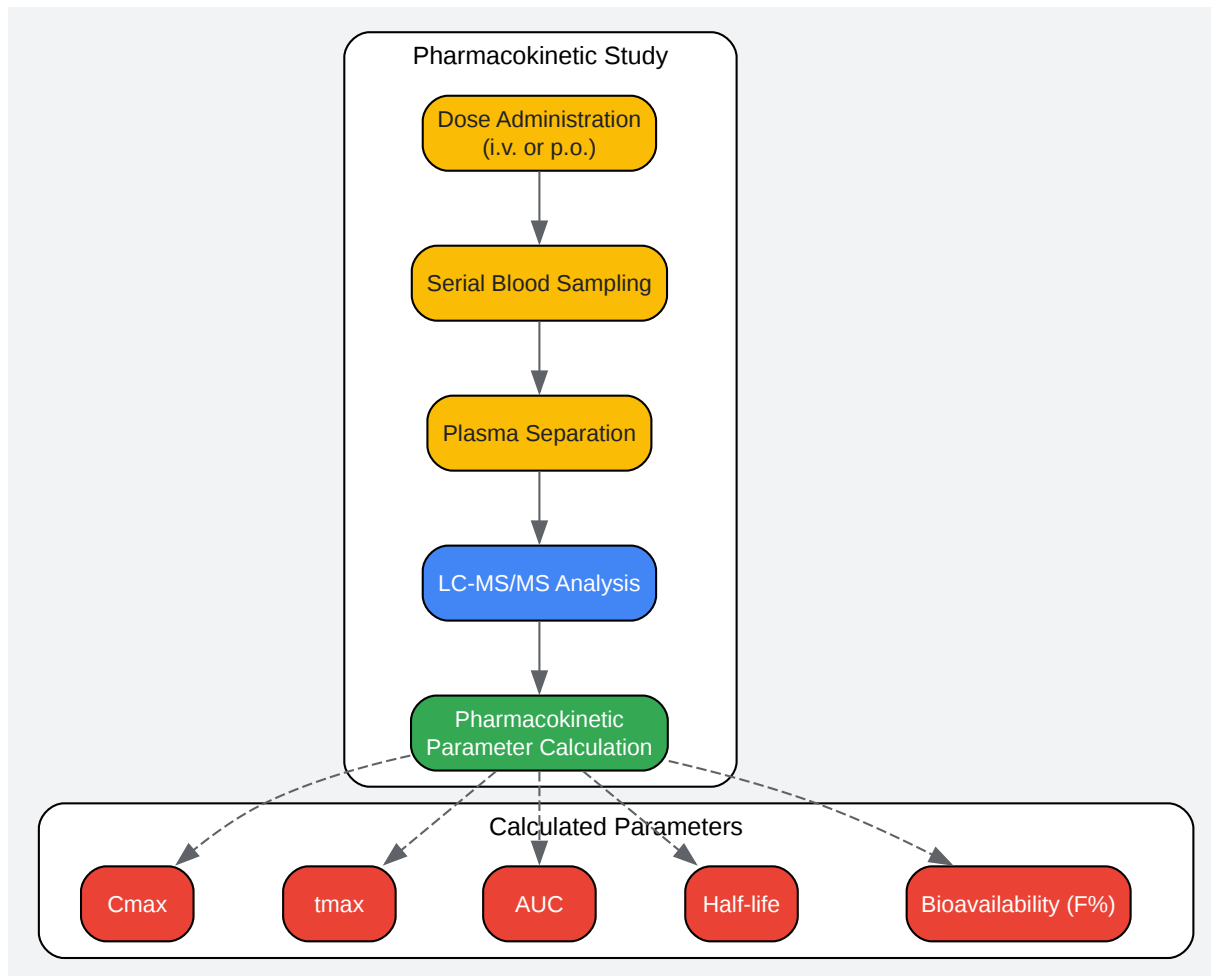 Pharmacokinetic Study
Dose Administration
(i.v. or p.o.)
Serial Blood Sampling
Plasma Separation
LC-MS/MS Analysis
Pharmacokinetic
Parameter Calculation
Calculated Parameters
Cmax
tmax
AUC
Half-life
Bioavailability (F%)